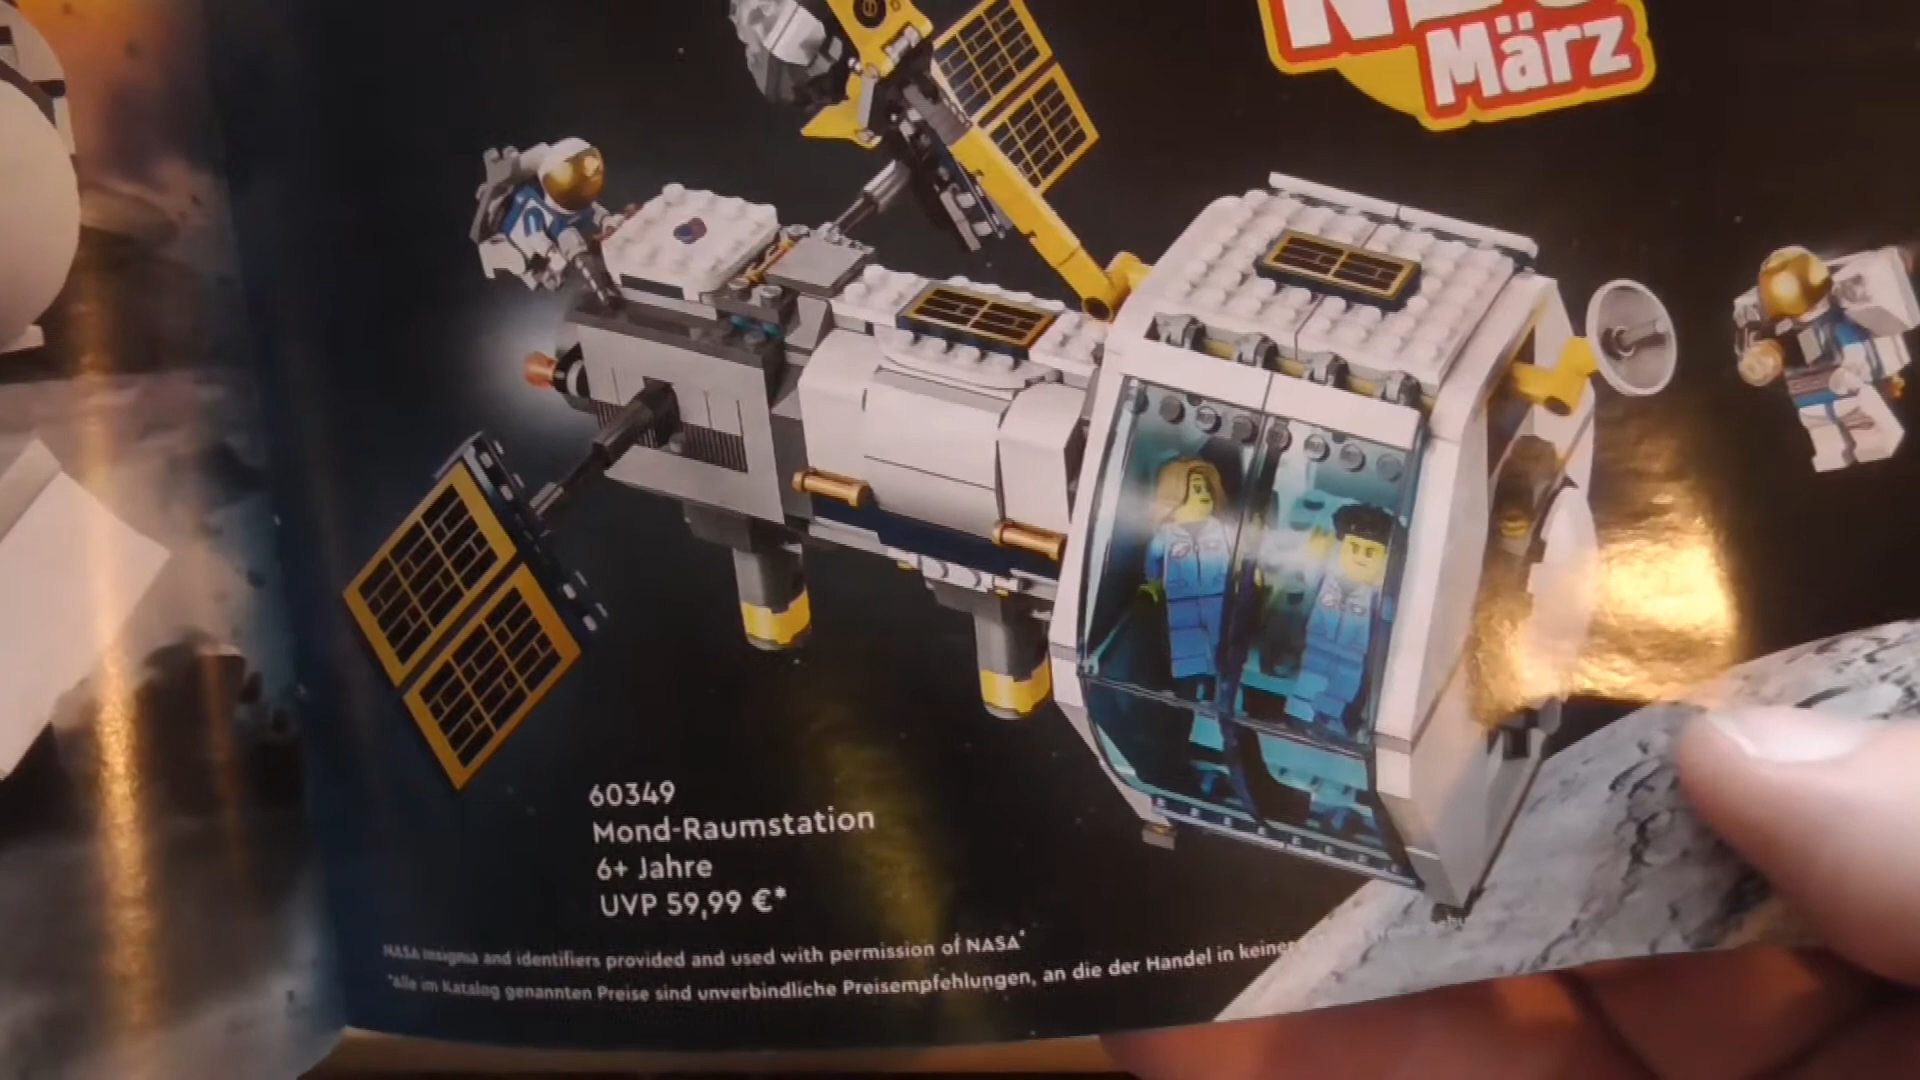 März
60349
Mond-Raumstation
6+ Jahre
UVP 59,99 €*
NASA insignia and identifiers provided and used with permission of NASA*
*Alle im Katalog genannten Preise sind unverbindliche Preisempfehlungen, an die der Handel in keiner